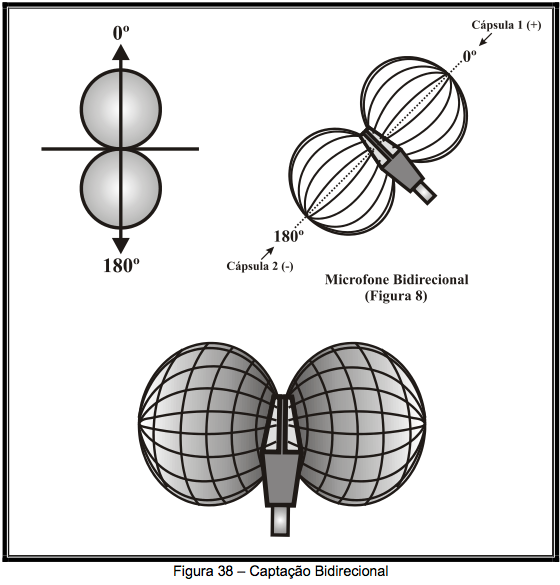 0º
180º
Cápsula 1 (+)
0º
180º
Cápsula 2 (-)
Microfone Bidirecional
(Figura 8)
Figura 38 – Captação Bidirecional